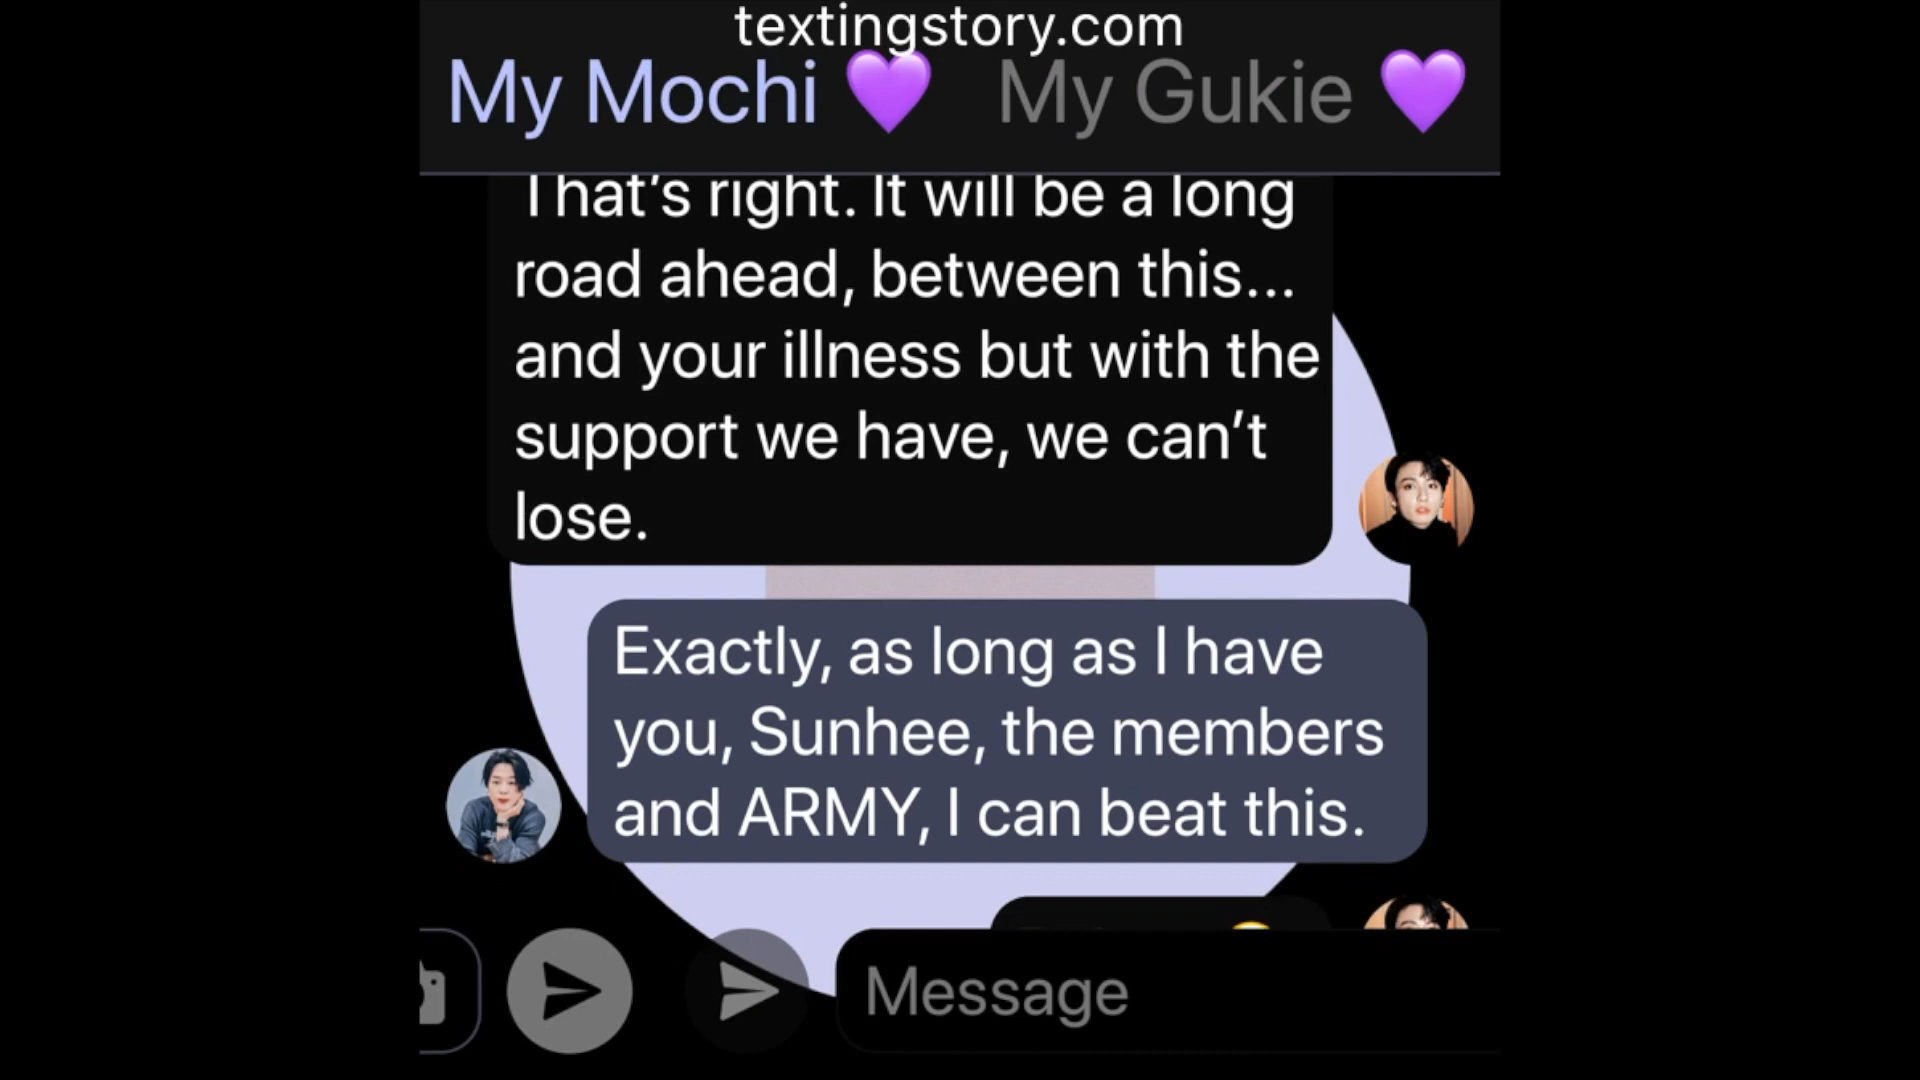 textingstory.com
My Mochi 💜 My Gukie 💜
That’s right. It will be a long
road ahead, between this...
and your illness but with the
support we have, we can’t
lose.
Exactly, as long as I have
you, Sunhee, the members
and ARMY, I can beat this.
Message